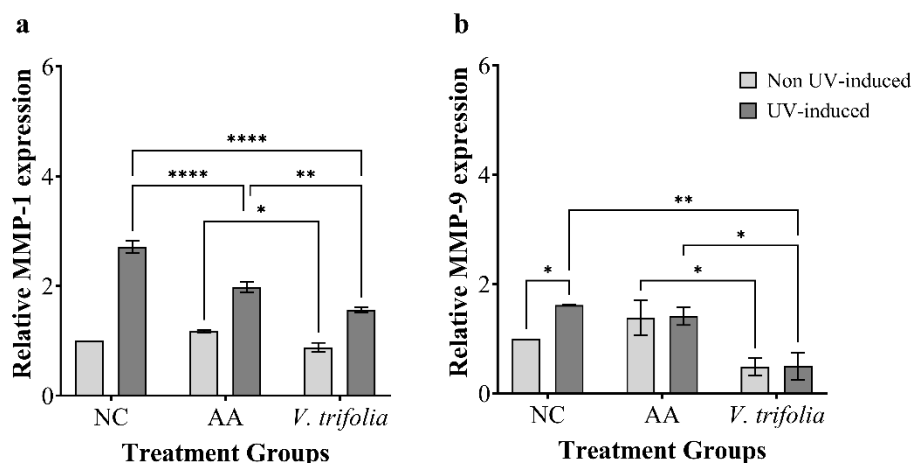 a
Relative MMP-1 expression
6
4
2
0
****
****
**
*
NC
AA
V. trifolia
Treatment Groups
b
Relative MMP-9 expression
6
4
2
0
Non UV-induced
UV-induced
**
*
*
*
NC
AA
V. trifolia
Treatment Groups